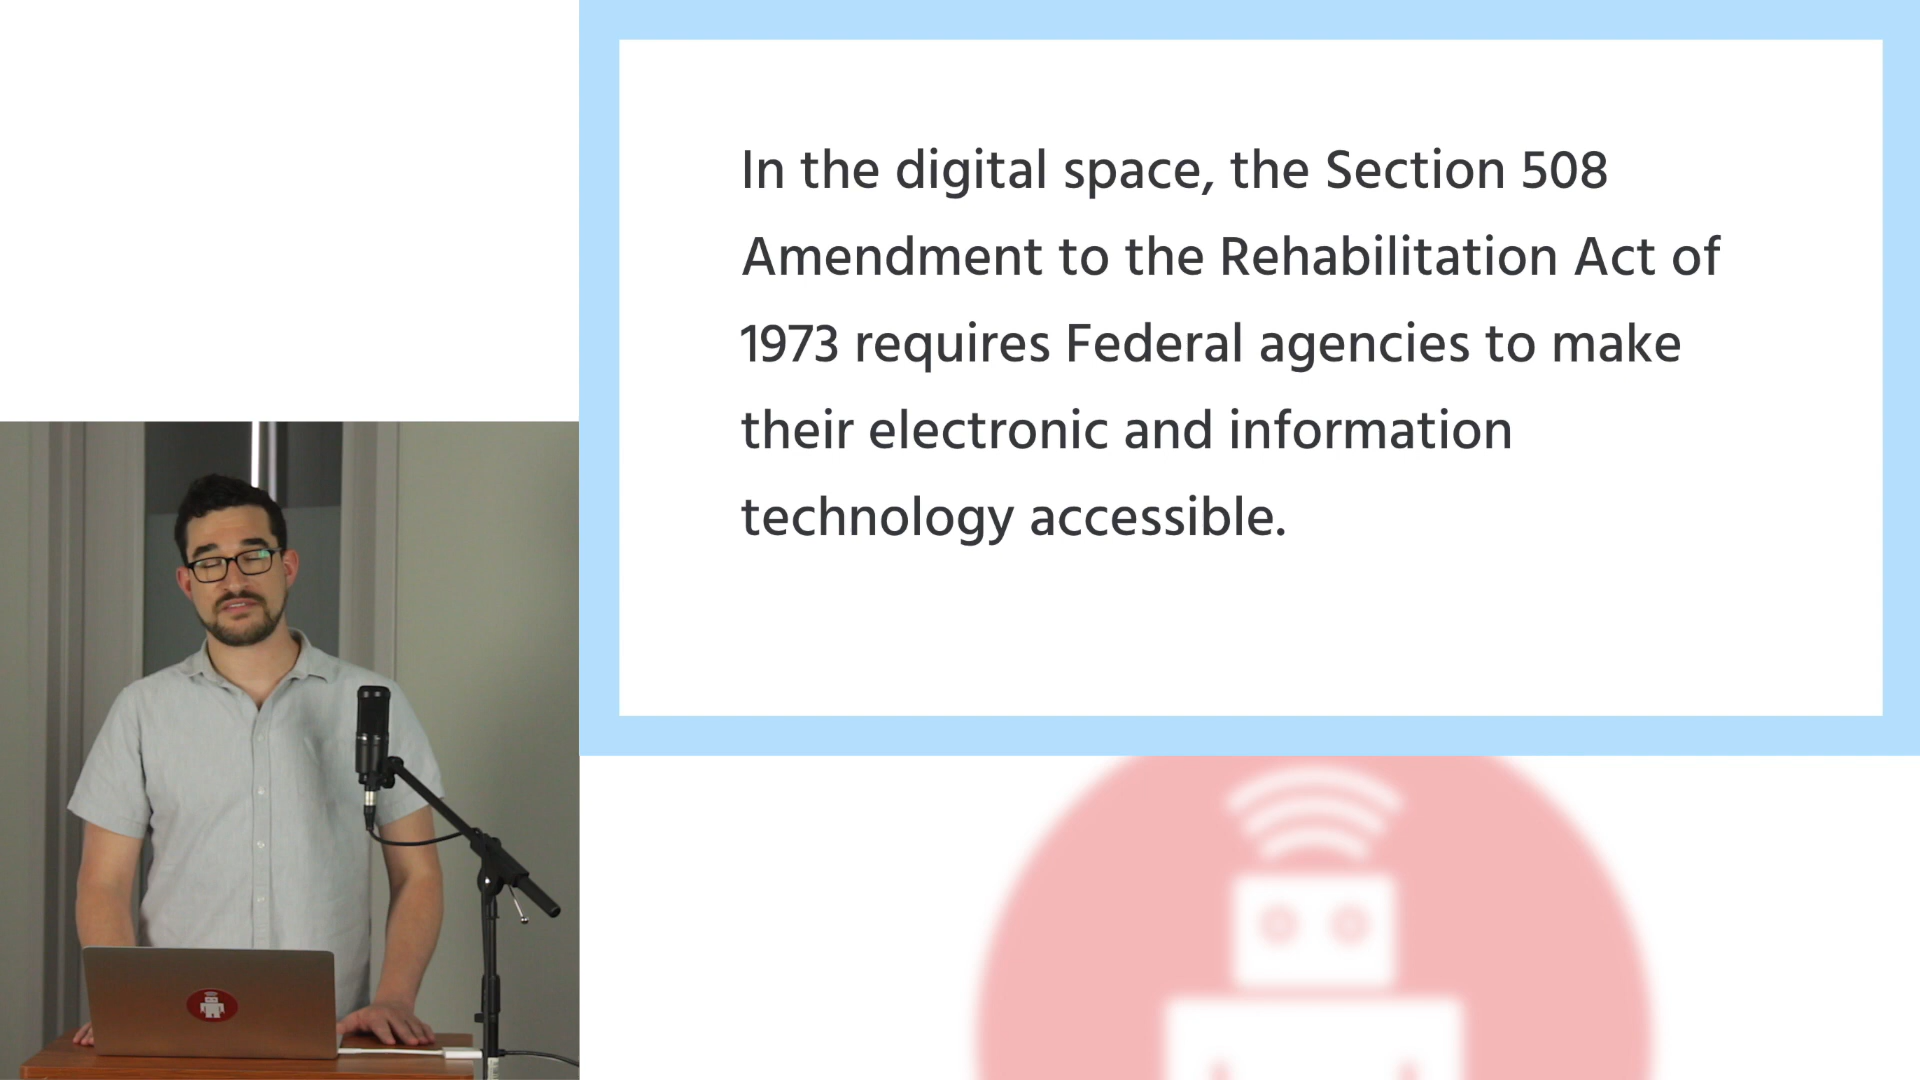 In the digital space, the Section 508
Amendment to the Rehabilitation Act of
1973 requires Federal agencies to make
their electronic and information
technology accessible.